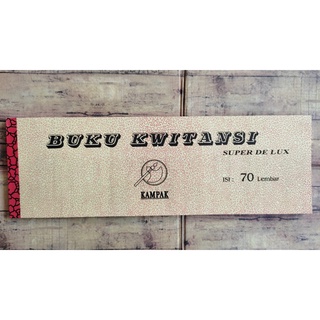 BUKU KWITANSI
SUPER DE LUX
ISI : 70 Lembar
KAMPAK